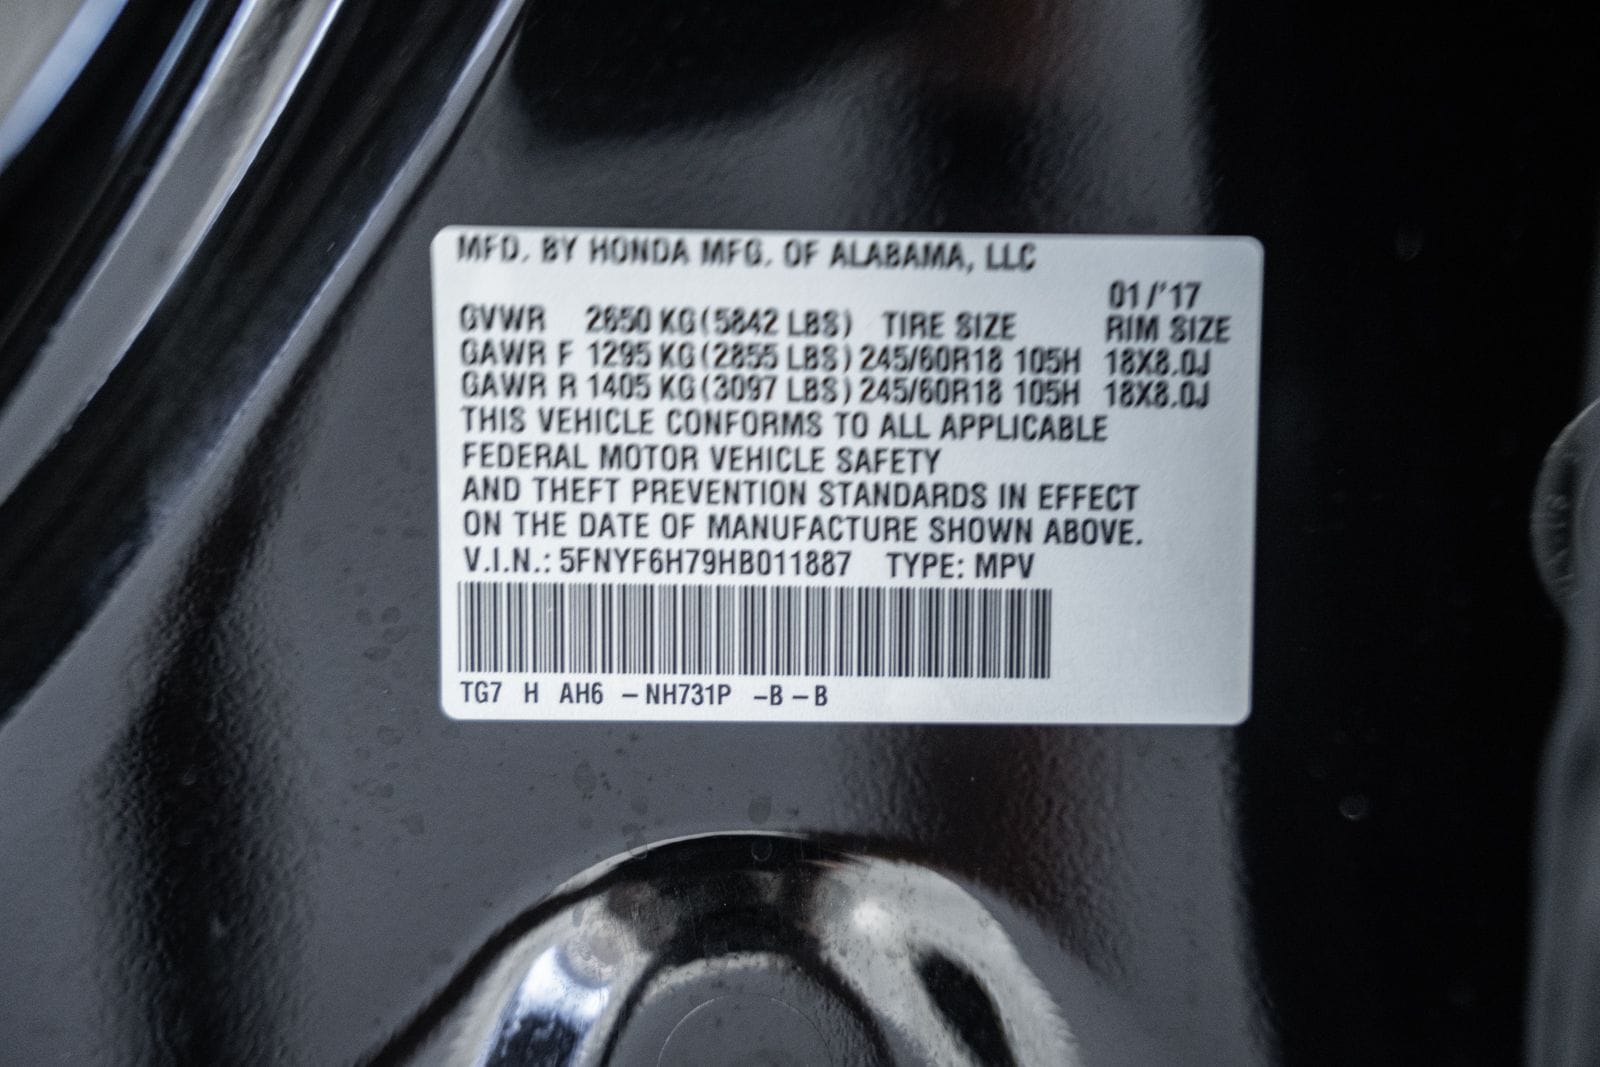 MFD. BY HONDA MFG. OF ALABAMA, LLC
01/'17
GVWR 2650 KG(5842 LBS) TIRE SIZE RIM SIZE
GAWR F 1295 KG(2855 LBS) 245/60R18 105H 18X8.0J
GAWR R 1405 KG(3097 LBS) 245/60R18 105H 18X8.0J
THIS VEHICLE CONFORMS TO ALL APPLICABLE
FEDERAL MOTOR VEHICLE SAFETY
AND THEFT PREVENTION STANDARDS IN EFFECT
ON THE DATE OF MANUFACTURE SHOWN ABOVE.
V.I.N.: 5FNYF6H79HB011887 TYPE: MPV
TG7 H AH6 – NH731P –B – B